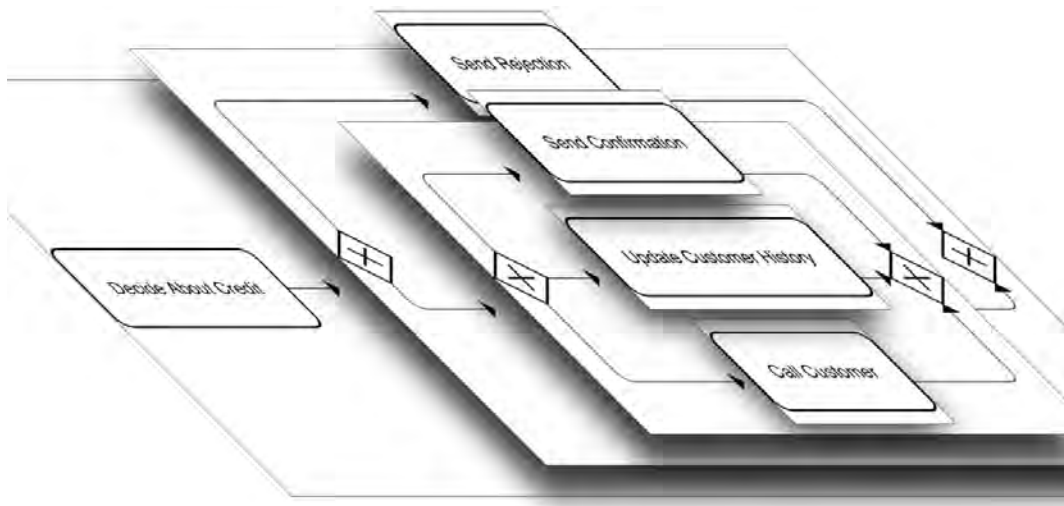 Send Rejection
Send Confirmation
Update Customer History
Decide About Credit
Call Customer